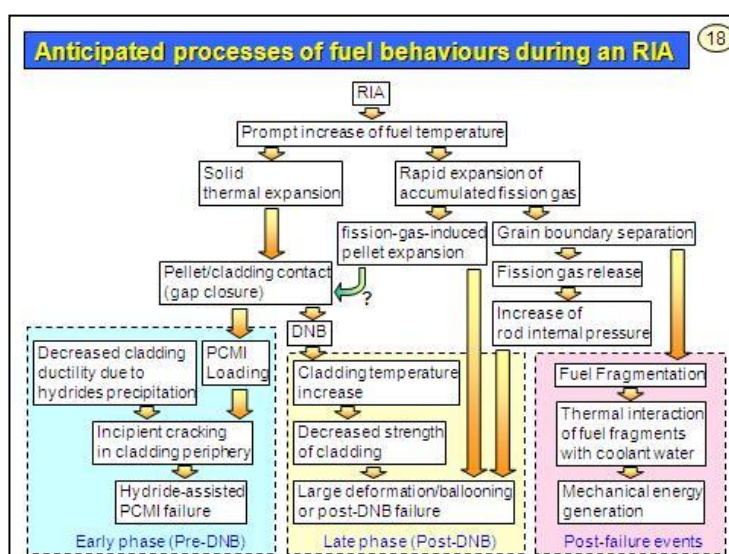 Anticipated processes of fuel behaviours during an RIA
18
RIA
Prompt increase of fuel temperature
Solid
thermal expansion
Rapid expansion of
accumulated fission gas
fission-gas-induced
pellet expansion
Grain boundary separation
Pellet/cladding contact
(gap closure)
?
Fission gas release
DNB
Increase of
rod internal pressure
Decreased cladding
ductility due to
hydrides precipitation
PCMI
Loading
Cladding temperature
increase
Fuel Fragmentation
Incipient cracking
in cladding periphery
Decreased strength
of cladding
Thermal interaction
of fuel fragments
with coolant water
Hydride-assisted
PCMI failure
Large deformation/ballooning
or post-DNB failure
Mechanical energy
generation
Early phase (Pre-DNB)
Late phase (Post-DNB)
Post-failure events